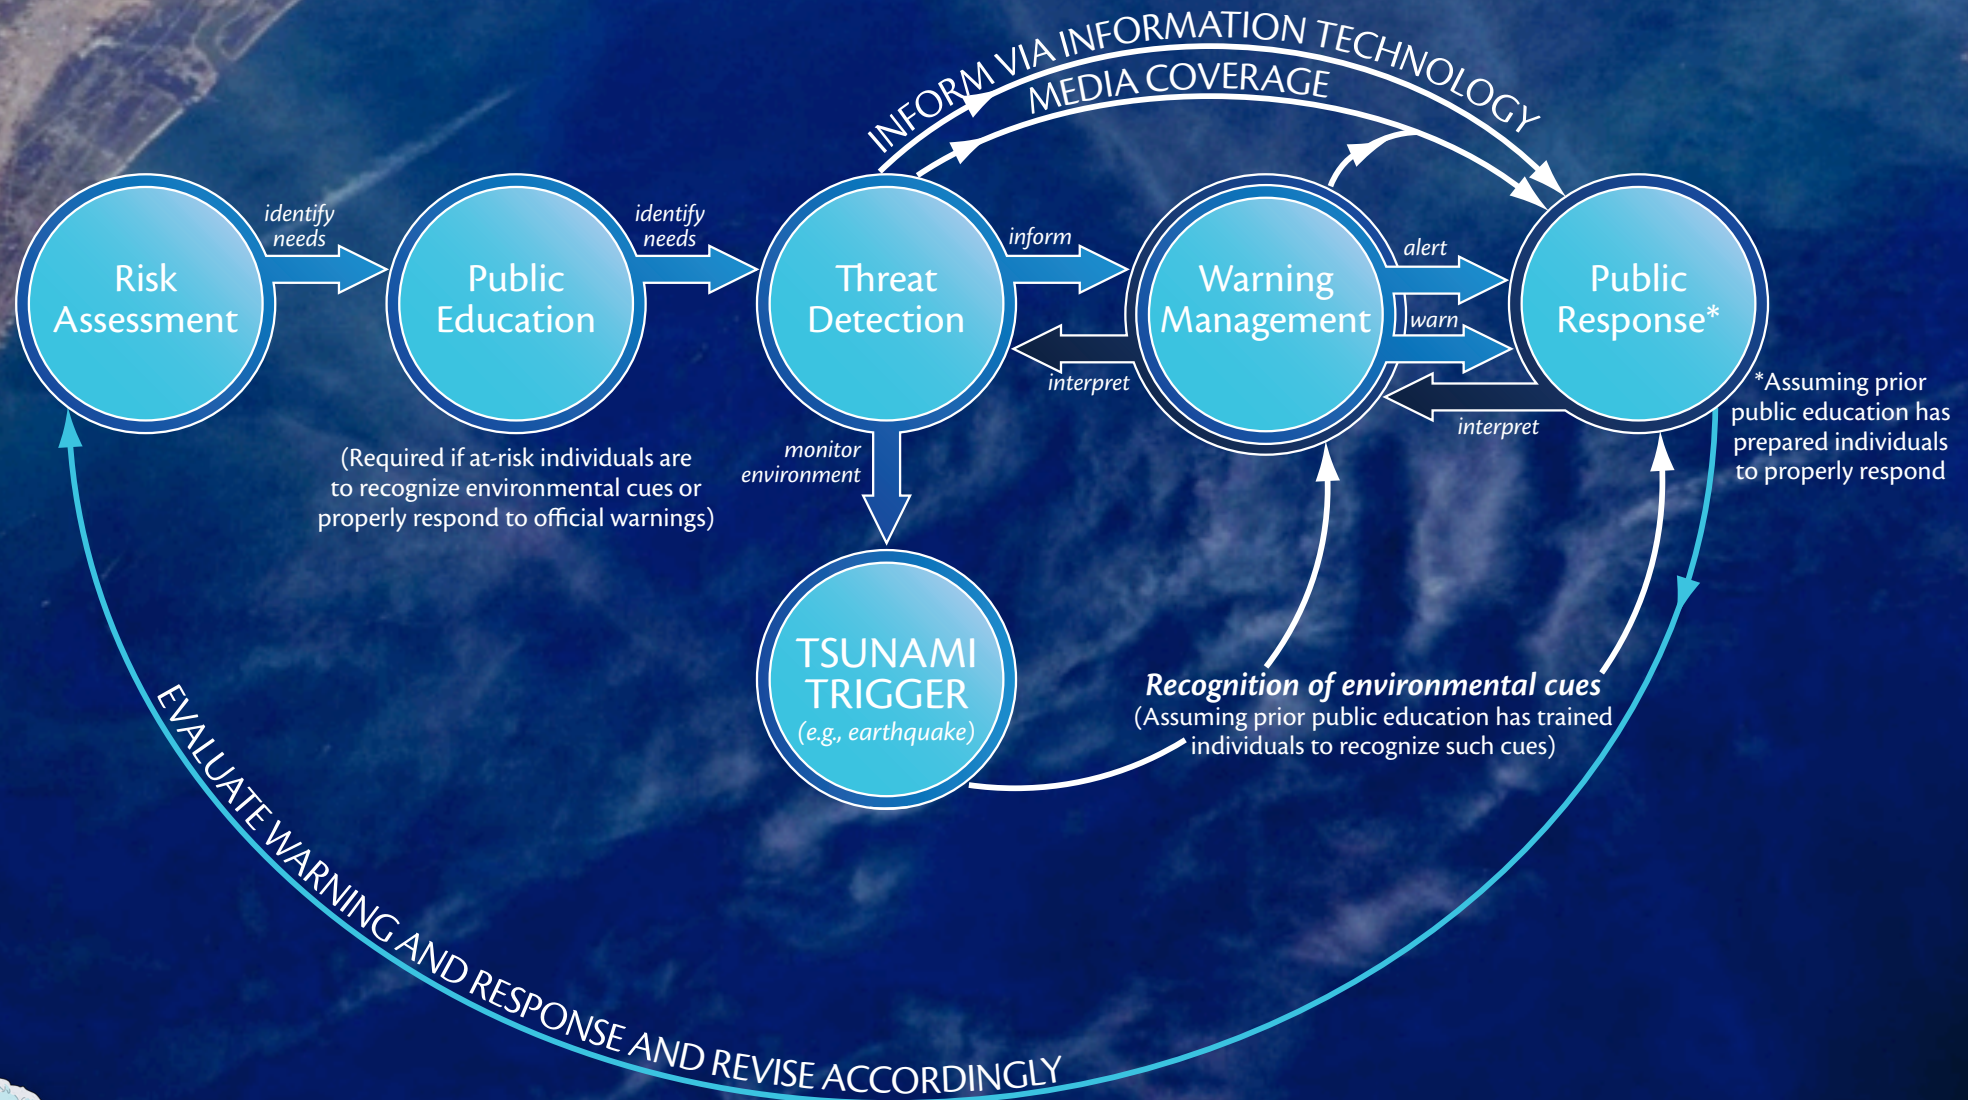 INFORM VIA INFORMATION TECHNOLOGY
MEDIA COVERAGE
identify
needs
identify
needs
inform
alert
warn
interpret
interpret
Risk
Assessment
Public
Education
Threat
Detection
Warning
Management
Public
Response*
*Assuming prior
public education has
prepared individuals
to properly respond
(Required if at-risk individuals are
to recognize environmental cues or
properly respond to official warnings)
monitor
environment
TSUNAMI
TRIGGER
(e.g., earthquake)
Recognition of environmental cues
(Assuming prior public education has trained
individuals to recognize such cues)
EVALUATE WARNING AND RESPONSE AND REVISE ACCORDINGLY